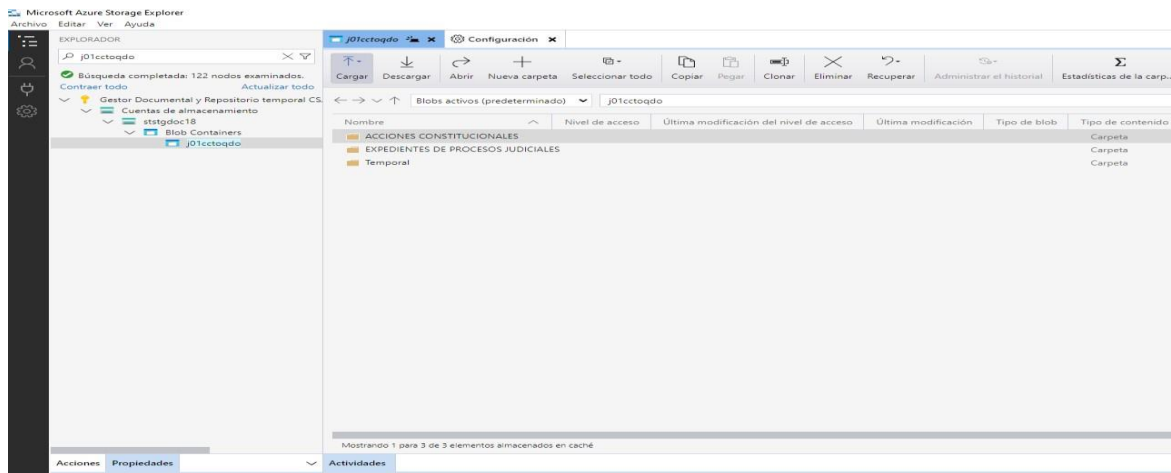 Microsoft Azure Storage Explorer
Archivo Editar Ver Ayuda
EXPLORADOR
j01cctoqdo
Búsqueda completada: 122 nodos examinados.
Contraer todo Actualizar todo
Gestor Documental y Repositorio temporal CS.
Cuentas de almacenamiento
ststgdoc18
Blob Containers
j01cctoqdo
Acciones Propiedades
j01cctoqdo Configuración
Cargar Descargar Abrir Nueva carpeta Seleccionar todo Copiar Pegar Clonar Eliminar Recuperar Administrar el historial Estadísticas de la carp...
Blobs activos (predeterminado) j01cctoqdo
Nombre Nivel de acceso Última modificación del nivel de acceso Última modificación Tipo de blob Tipo de contenido
ACCIONES CONSTITUCIONALES Carpeta
EXPEDIENTES DE PROCESOS JUDICIALES Carpeta
Temporal Carpeta
Mostrando 1 para 3 de 3 elementos almacenados en caché
Actividades